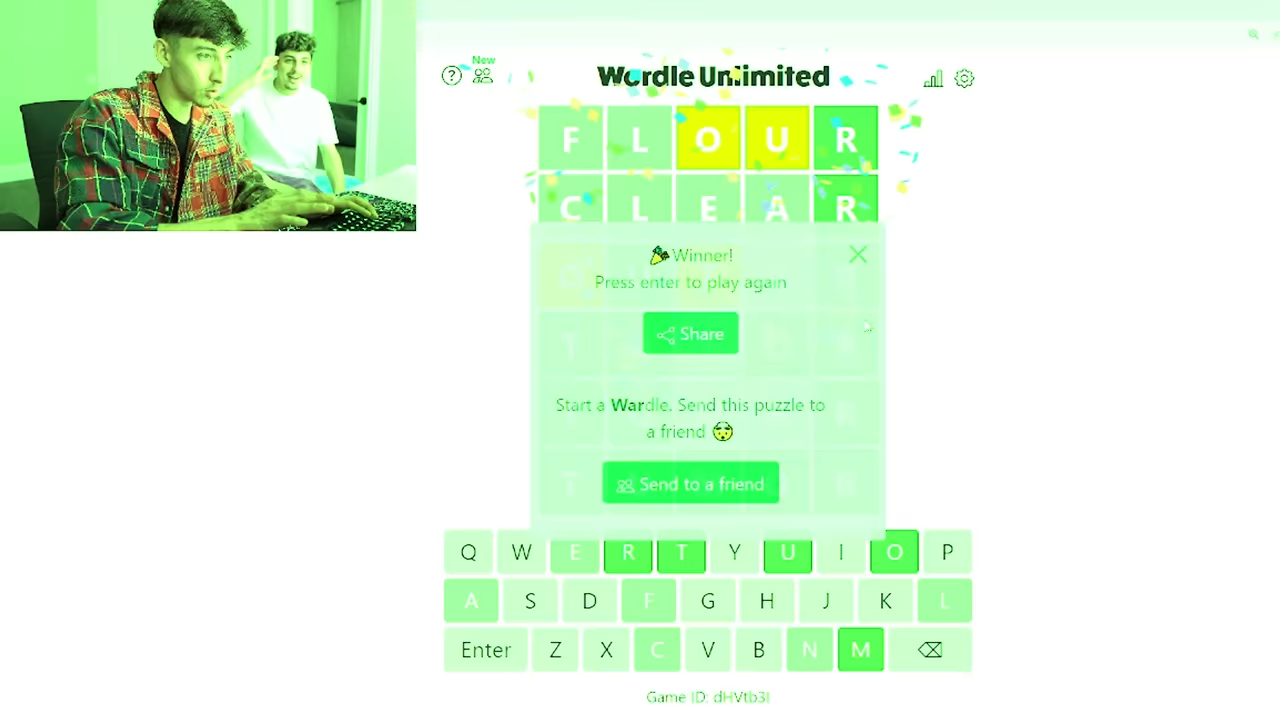 New
Wordle Unlimited
F L O U R
C L E A R
Winner!
Press enter to play again
Share
Start a Wardle. Send this puzzle to
a friend
Send to a friend
Q W E R T Y U I O P
A S D F G H J K L
Enter Z X C V B N M
Game ID: dHVtb3I